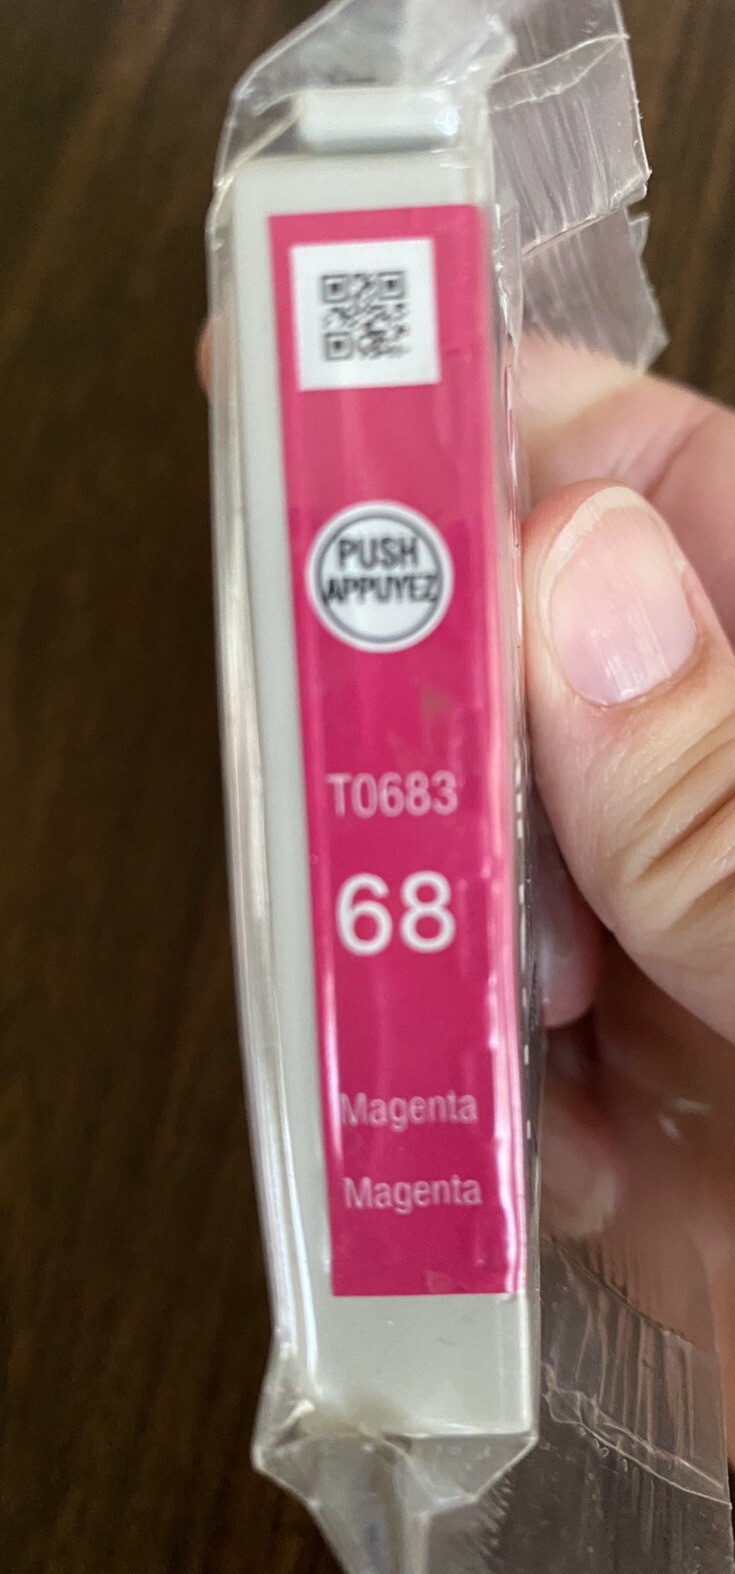 PUSH
APPUYEZ
T0683
68
Magenta
Magenta